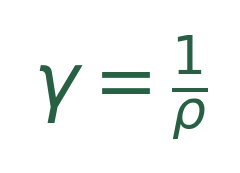 γ = 1/ρ